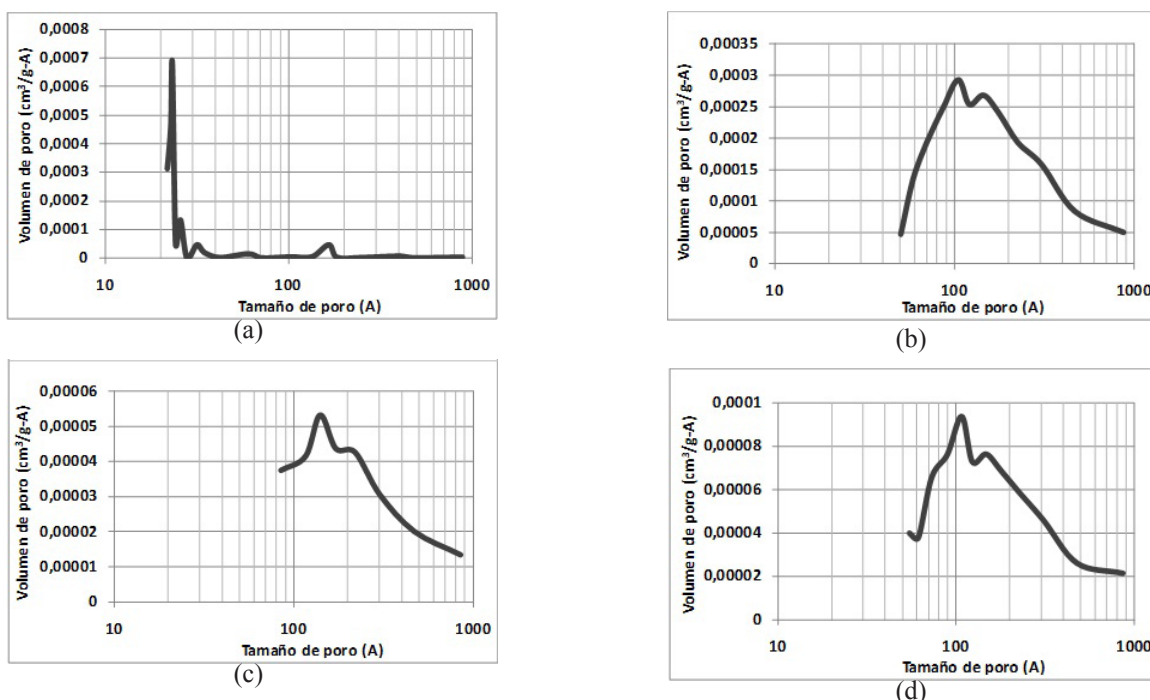 Volumen de poro (cm³/g-A)
0,0008
0,0007
0,0006
0,0005
0,0004
0,0003
0,0002
0,0001
0
10 100 1000
Tamaño de poro (A)
(a)
Volumen de poro (cm³/g-A)
0,00035
0,0003
0,00025
0,0002
0,00015
0,0001
0,00005
0
10 100 1000
Tamaño de poro (A)
(b)
Volumen de poro (cm³/g-A)
0,00006
0,00005
0,00004
0,00003
0,00002
0,00001
0
10 100 1000
Tamaño de poro (A)
(c)
Volumen de poro (cm³/g-A)
0,0001
0,00008
0,00006
0,00004
0,00002
0
10 100 1000
Tamaño de poro (A)
(d)